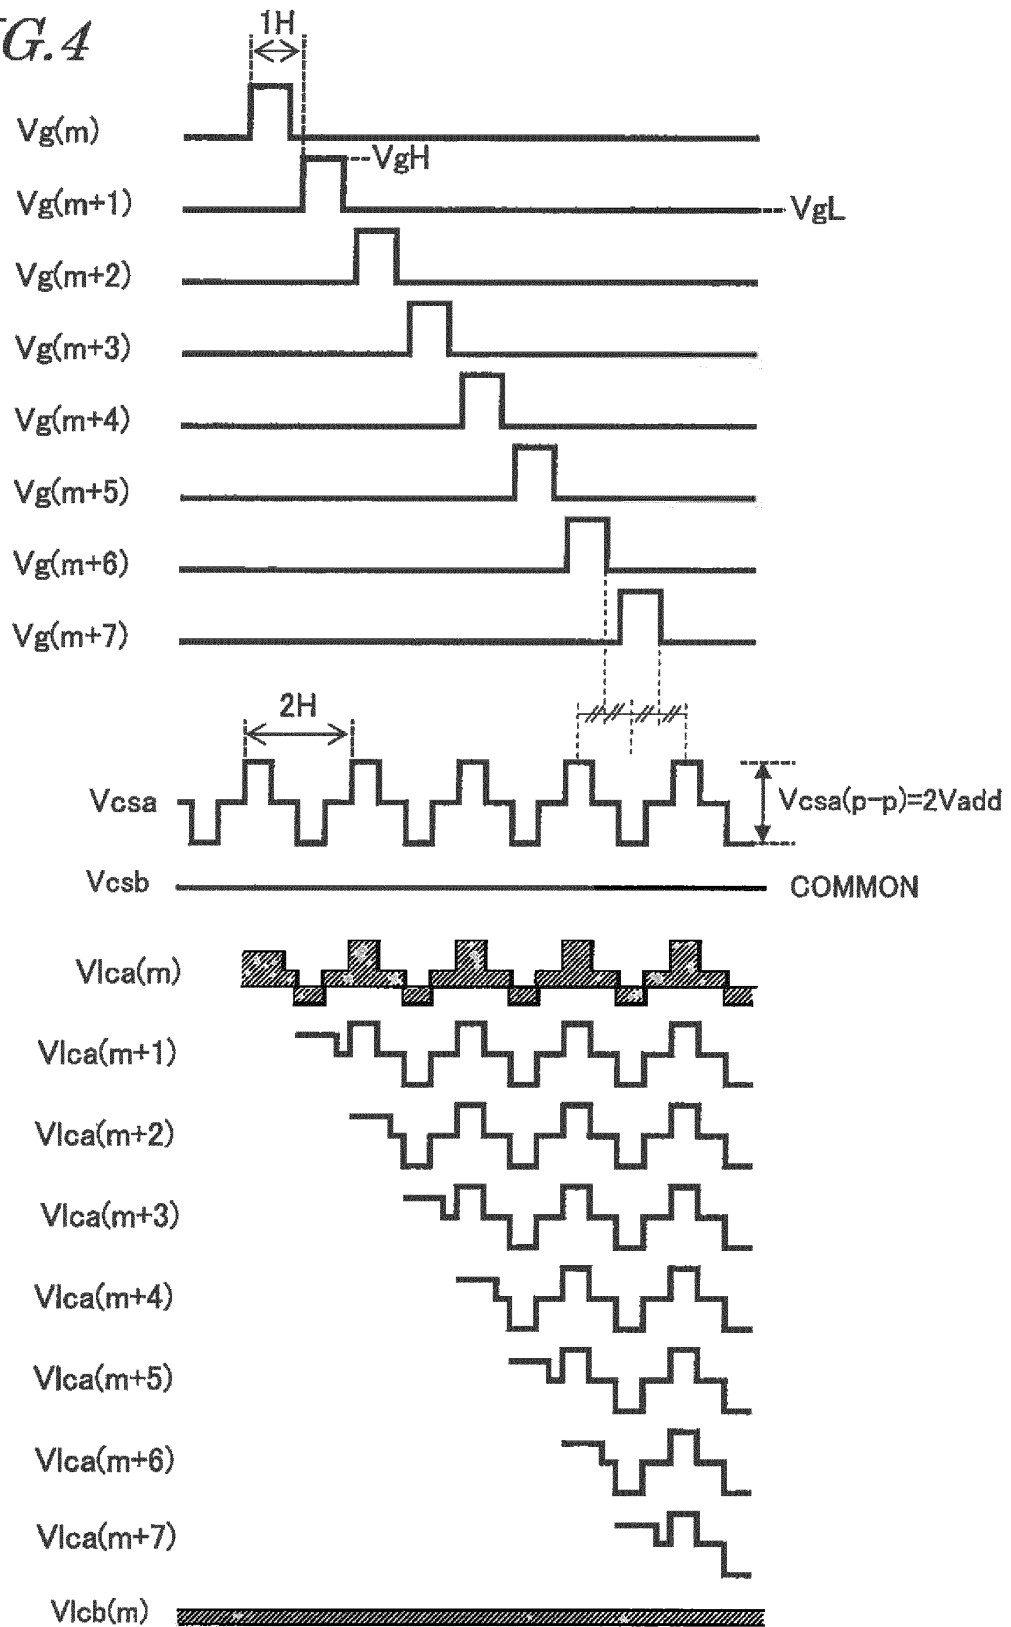 G.4
1H
Vg(m)
VgH
Vg(m+1)
VgL
Vg(m+2)
Vg(m+3)
Vg(m+4)
Vg(m+5)
Vg(m+6)
Vg(m+7)
2H
Vcsa
Vcsa(p-p)=2Vadd
Vcsb
COMMON
Vlca(m)
Vlca(m+1)
Vlca(m+2)
Vlca(m+3)
Vlca(m+4)
Vlca(m+5)
Vlca(m+6)
Vlca(m+7)
Vlcb(m)